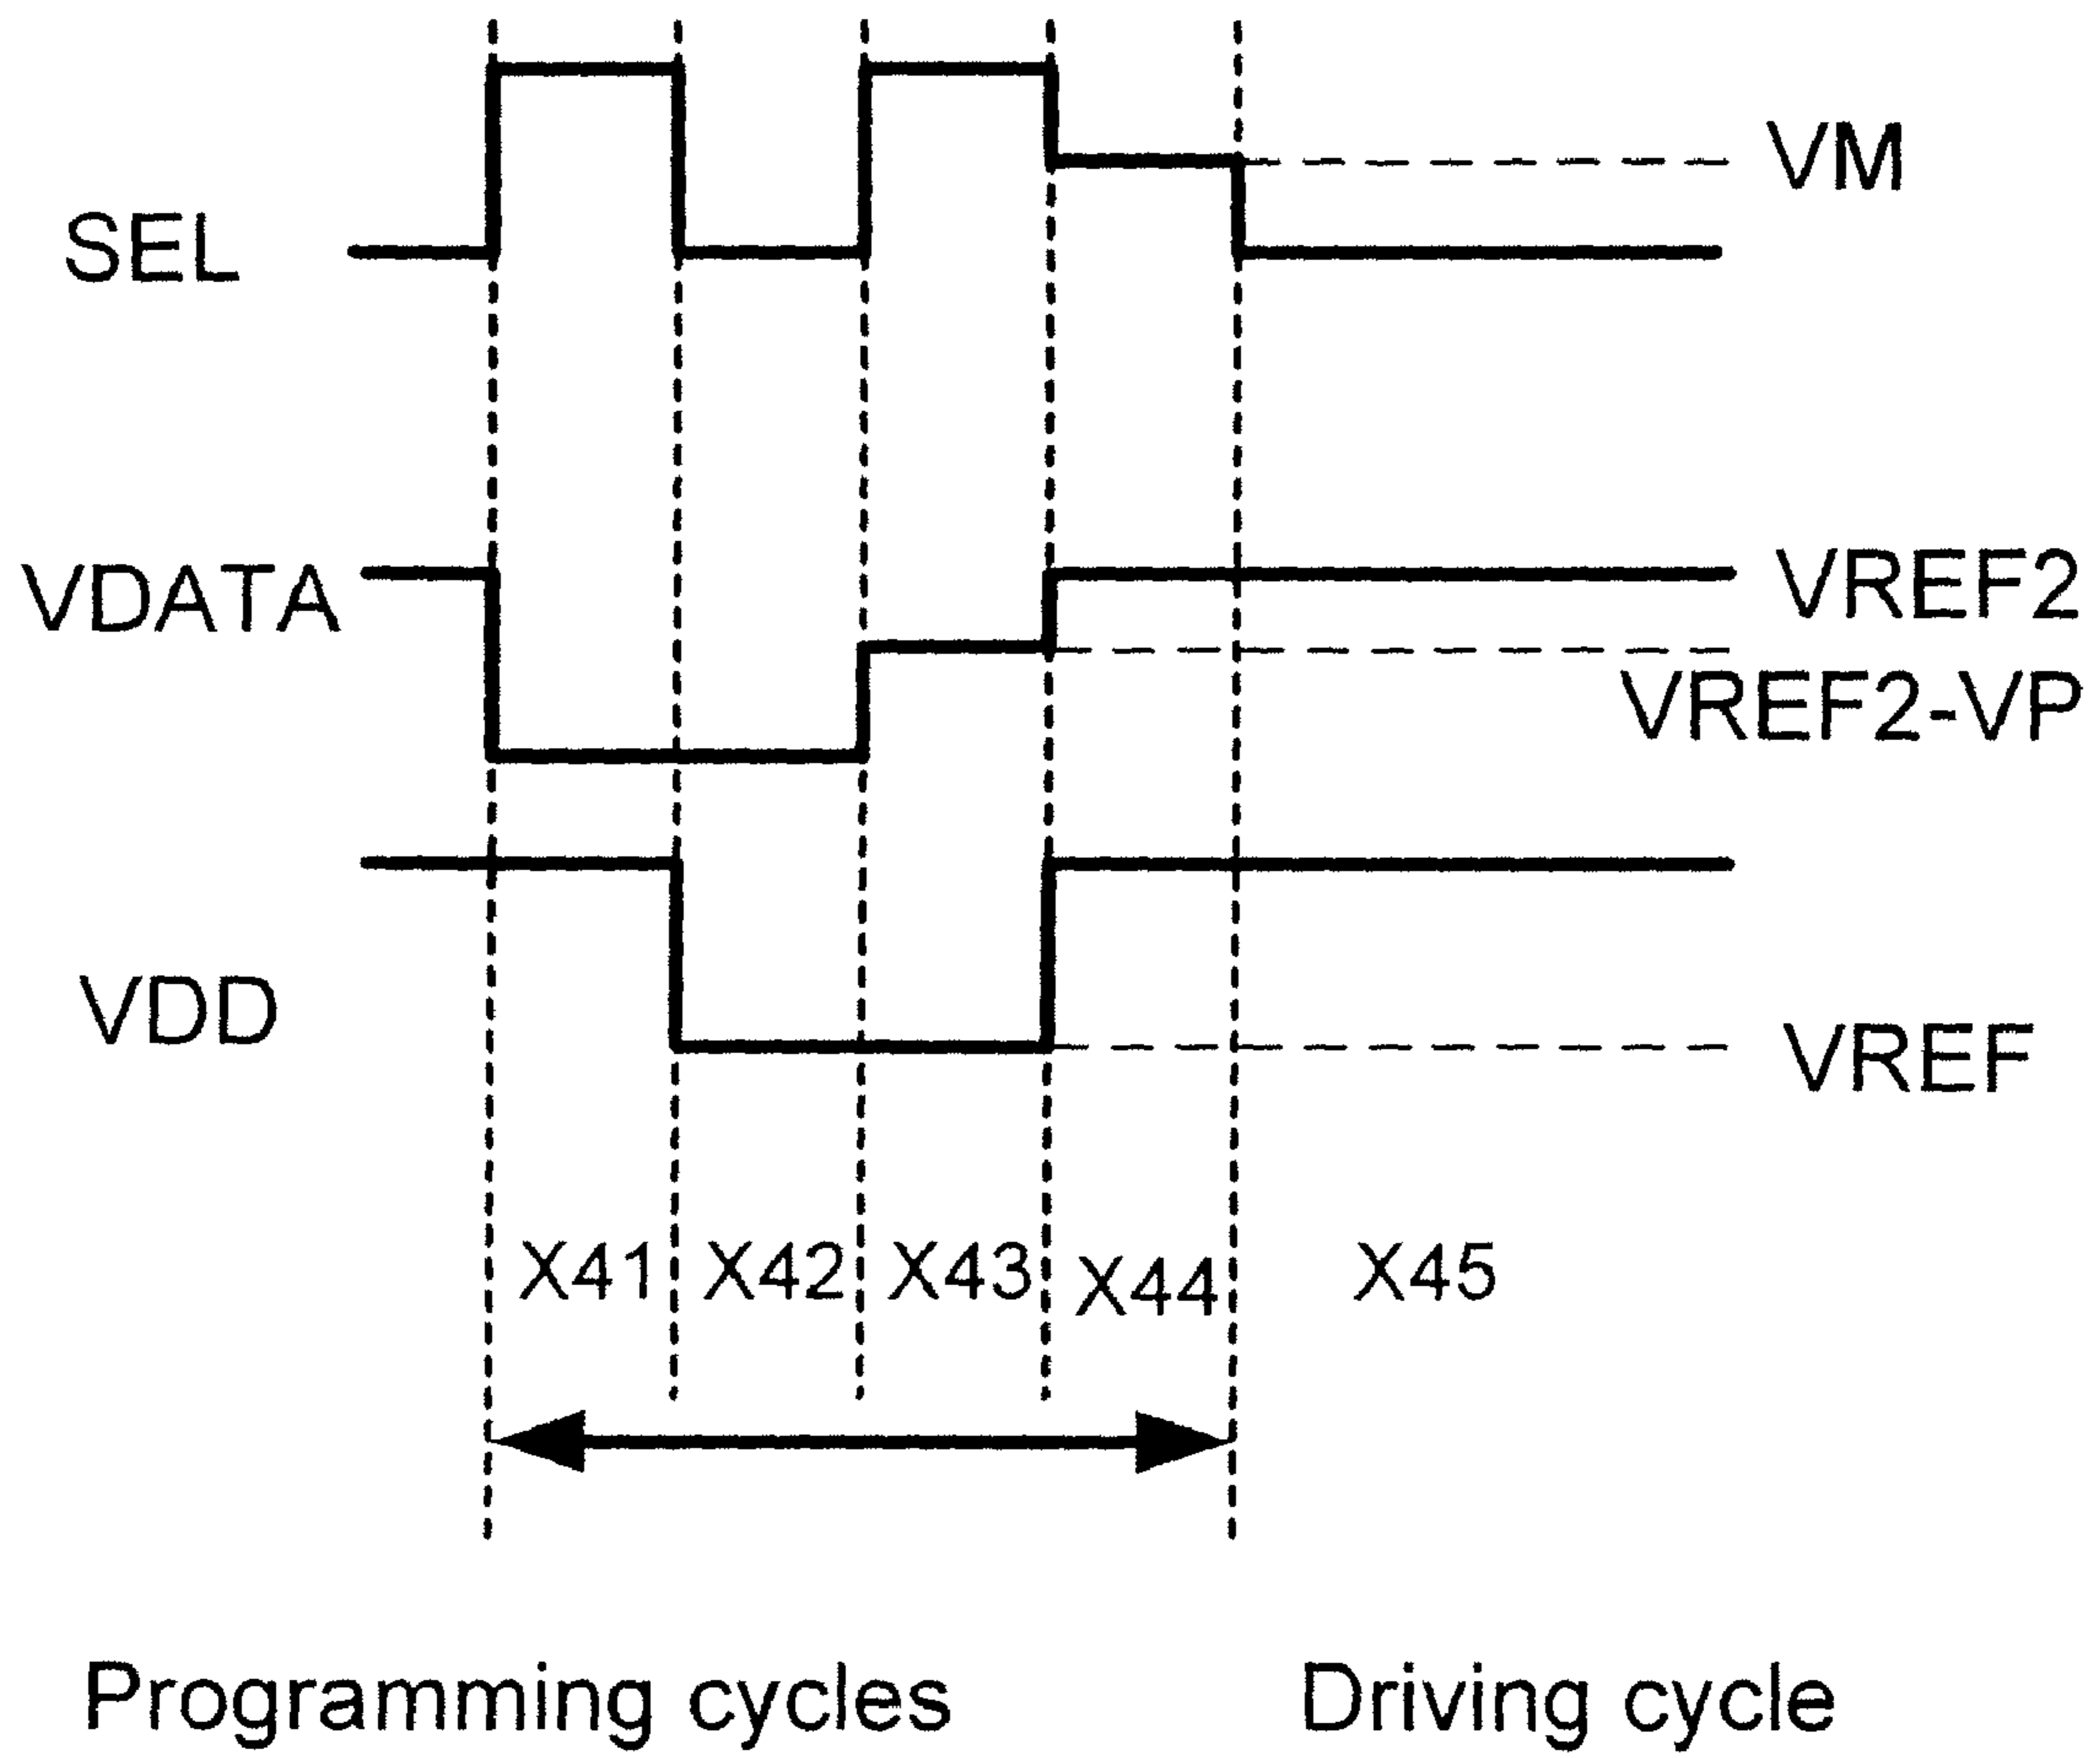 VM
SEL
VDATA
VREF2
VREF2-VP
VDD
VREF
X41 X42 X43 X44 X45
Programming cycles Driving cycle